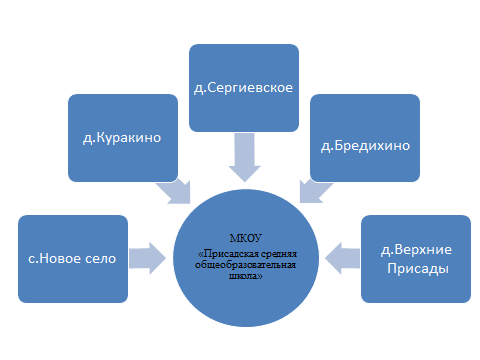 д.Сергиевское
д.Куракино
д.Бредихино
МКОУ
«Присадская средняя
общеобразовательная
школа»
с.Новое село
д.Верхние
Присады